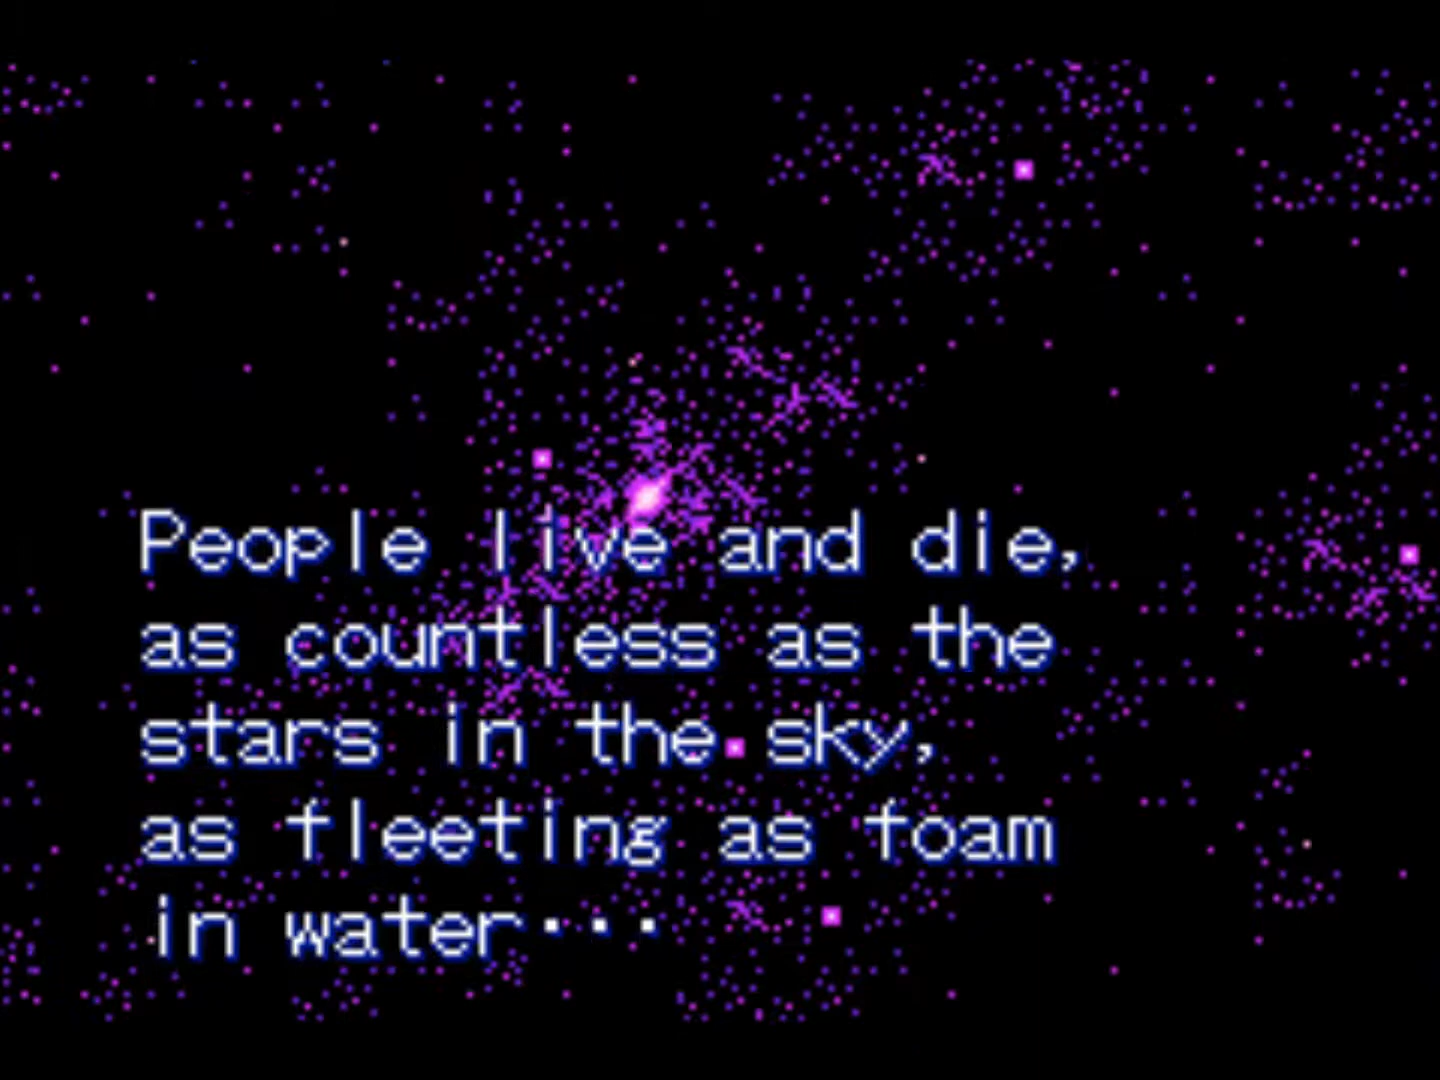 People live and die,
as countless as the
stars in the sky,
as fleeting as foam
in water···